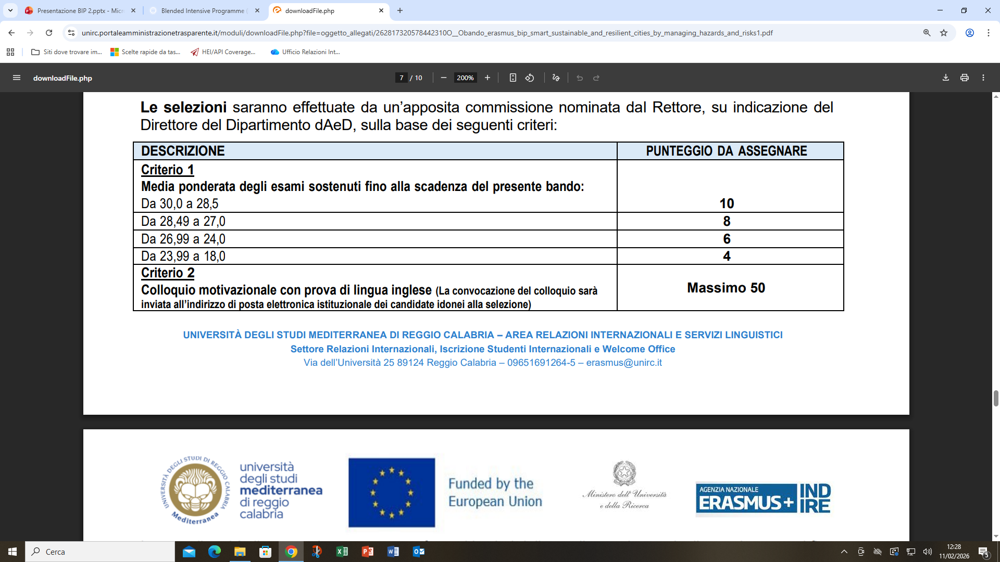 Presentazione BIP 2.pptx - Micr
Blended Intensive Programme (
downloadFile.php
unirc.portaleamministrazionetrasparente.it/moduli/downloadFile.php?file=oggetto_allegati/262817320578442310O__Obando_erasmus_bip_smart_sustainable_and_resilient_cities_by_managing_hazards_and_risks1.pdf
Siti dove trovare im...
Scelte rapide da tas...
HEI/API Coverage...
Ufficio Relazioni Int...
downloadFile.php
7 / 10
200%
Le selezioni saranno effettuate da un'apposita commissione nominata dal Rettore, su indicazione del
Direttore del Dipartimento dAeD, sulla base dei seguenti criteri:
DESCRIZIONE
PUNTEGGIO DA ASSEGNARE
Criterio 1
Media ponderata degli esami sostenuti fino alla scadenza del presente bando:
Da 30,0 a 28,5
10
Da 28,49 a 27,0
8
Da 26,99 a 24,0
6
Da 23,99 a 18,0
4
Criterio 2
Colloquio motivazionale con prova di lingua inglese (La convocazione del colloquio sarà
inviata all'indirizzo di posta elettronica istituzionale dei candidate idonei alla selezione)
Massimo 50
UNIVERSITÀ DEGLI STUDI MEDITERRANEA DI REGGIO CALABRIA – AREA RELAZIONI INTERNAZIONALI E SERVIZI LINGUISTICI
Settore Relazioni Internazionali, Iscrizione Studenti Internazionali e Welcome Office
Via dell'Università 25 89124 Reggio Calabria – 09651691264-5 – erasmus@unirc.it
UNIVERSITÀ DEGLI STUDI DI REGGIO CALABRIA
Mediterranea
università
degli studi
mediterranea
di reggio
calabria
Funded by the
European Union
Ministero dell'Università
e della Ricerca
AGENZIA NAZIONALE
ERASMUS+
IND
IRE
Cerca
12:28
11/02/2026
5